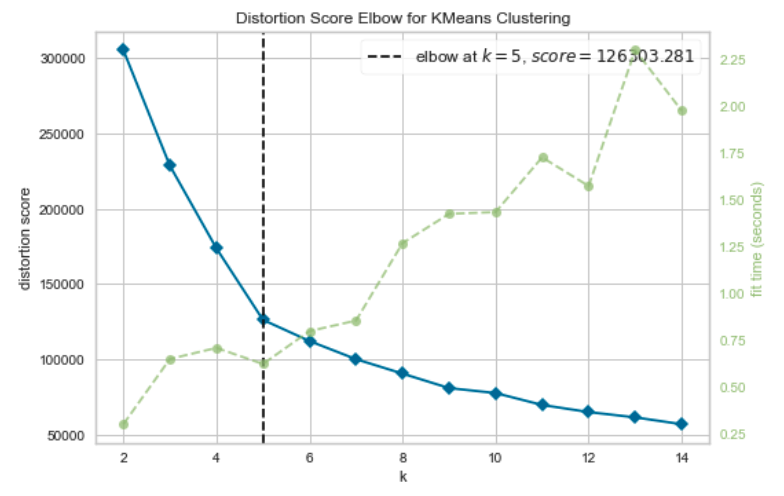 Distortion Score Elbow for KMeans Clustering
elbow at k = 5, score = 126303.281
300000
250000
200000
150000
100000
50000
distortion score
2.25
2.00
1.75
1.50
1.25
1.00
0.75
0.50
0.25
fit time (seconds)
2 4 6 8 10 12 14
k